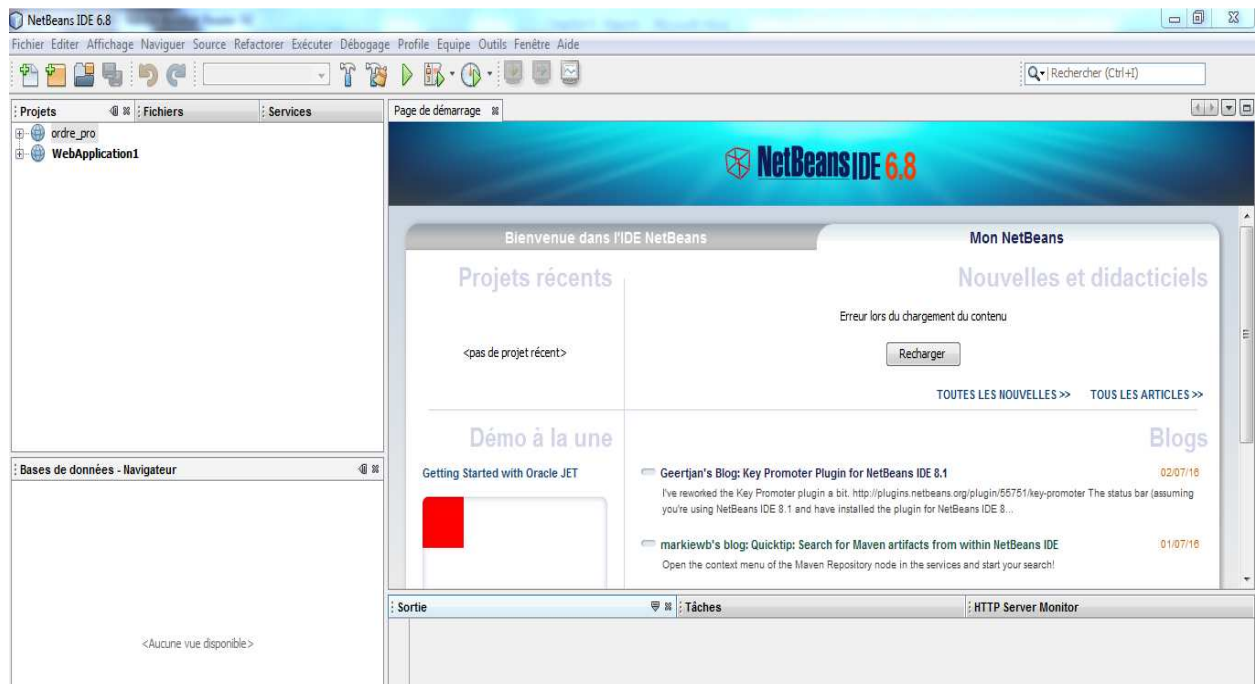 NetBeans IDE 6.8
Fichier Editer Affichage Naviguer Source Refactorer Exécuter Débogage Profile Equipe Outils Fenêtre Aide
Rechercher (Ctrl+I)
Projets Fichiers Services
Page de démarrage
ordre_pro
WebApplication1
NetBeans IDE 6.8
Bienvenue dans l'IDE NetBeans
Mon NetBeans
Projets récents
<pas de projet récent>
Nouvelles et didacticiels
Erreur lors du chargement du contenu
Recharger
TOUTES LES NOUVELLES >> TOUS LES ARTICLES >>
Démo à la une
Getting Started with Oracle JET
Blogs
Geertjan's Blog: Key Promoter Plugin for NetBeans IDE 8.1 02/07/16
I've reworked the Key Promoter plugin a bit. http://plugins.netbeans.org/plugin/55751/key-promoter The status bar (assuming
you're using NetBeans IDE 8.1 and have installed the plugin for NetBeans IDE 8...
markiewb's blog: Quicktip: Search for Maven artifacts from within NetBeans IDE 01/07/16
Open the context menu of the Maven Repository node in the services and start your search!
Bases de données - Navigateur
<Aucune vue disponible>
Sortie Tâches HTTP Server Monitor